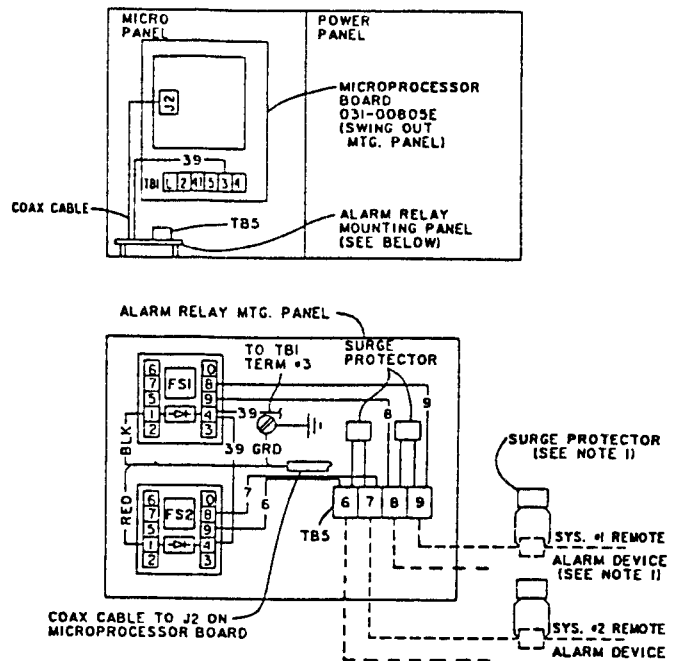 MICRO
PANEL
POWER
PANEL
J2
MICROPROCESSOR
BOARD
031-00805E
(SWING OUT
MTG. PANEL)
39
TB1 L 2 41 5 3 4
COAX CABLE
TB5
ALARM RELAY
MOUNTING PANEL
(SEE BELOW)
ALARM RELAY MTG. PANEL
TO TB1
TERM #3
SURGE
PROTECTOR
6 0
7 FS1 8
5 9
1 4
2 3
39
39 GRD
8
9
BLK
RED
6 0
7 FS2 8
5 9
1 4
2 3
7
6
6 7 8 9
TB5
SURGE PROTECTOR
(SEE NOTE 1)
SYS. #1 REMOTE
ALARM DEVICE
(SEE NOTE 1)
COAX CABLE TO J2 ON
MICROPROCESSOR BOARD
SYS. #2 REMOTE
ALARM DEVICE